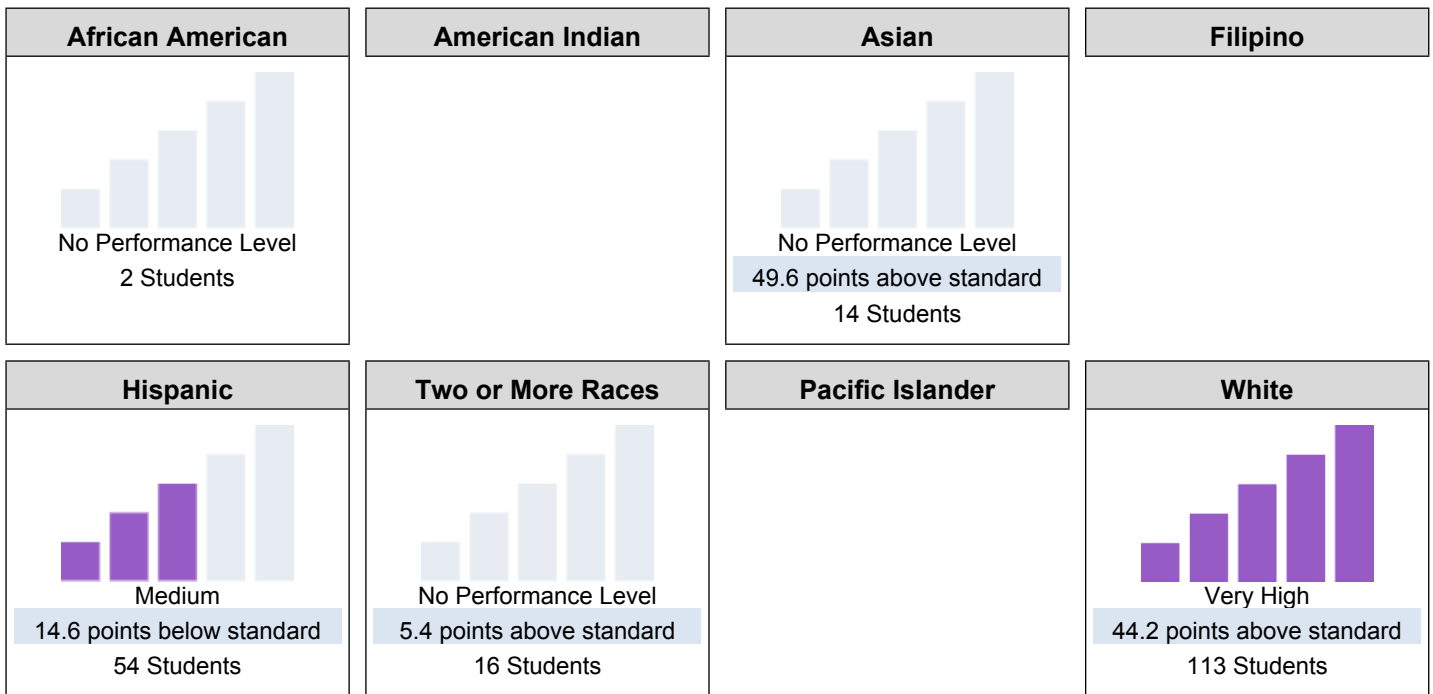 African American
American Indian
Asian
Filipino
No Performance Level
2 Students
No Performance Level
49.6 points above standard
14 Students
Hispanic
Two or More Races
Pacific Islander
White
Medium
14.6 points below standard
54 Students
No Performance Level
5.4 points above standard
16 Students
Very High
44.2 points above standard
113 Students